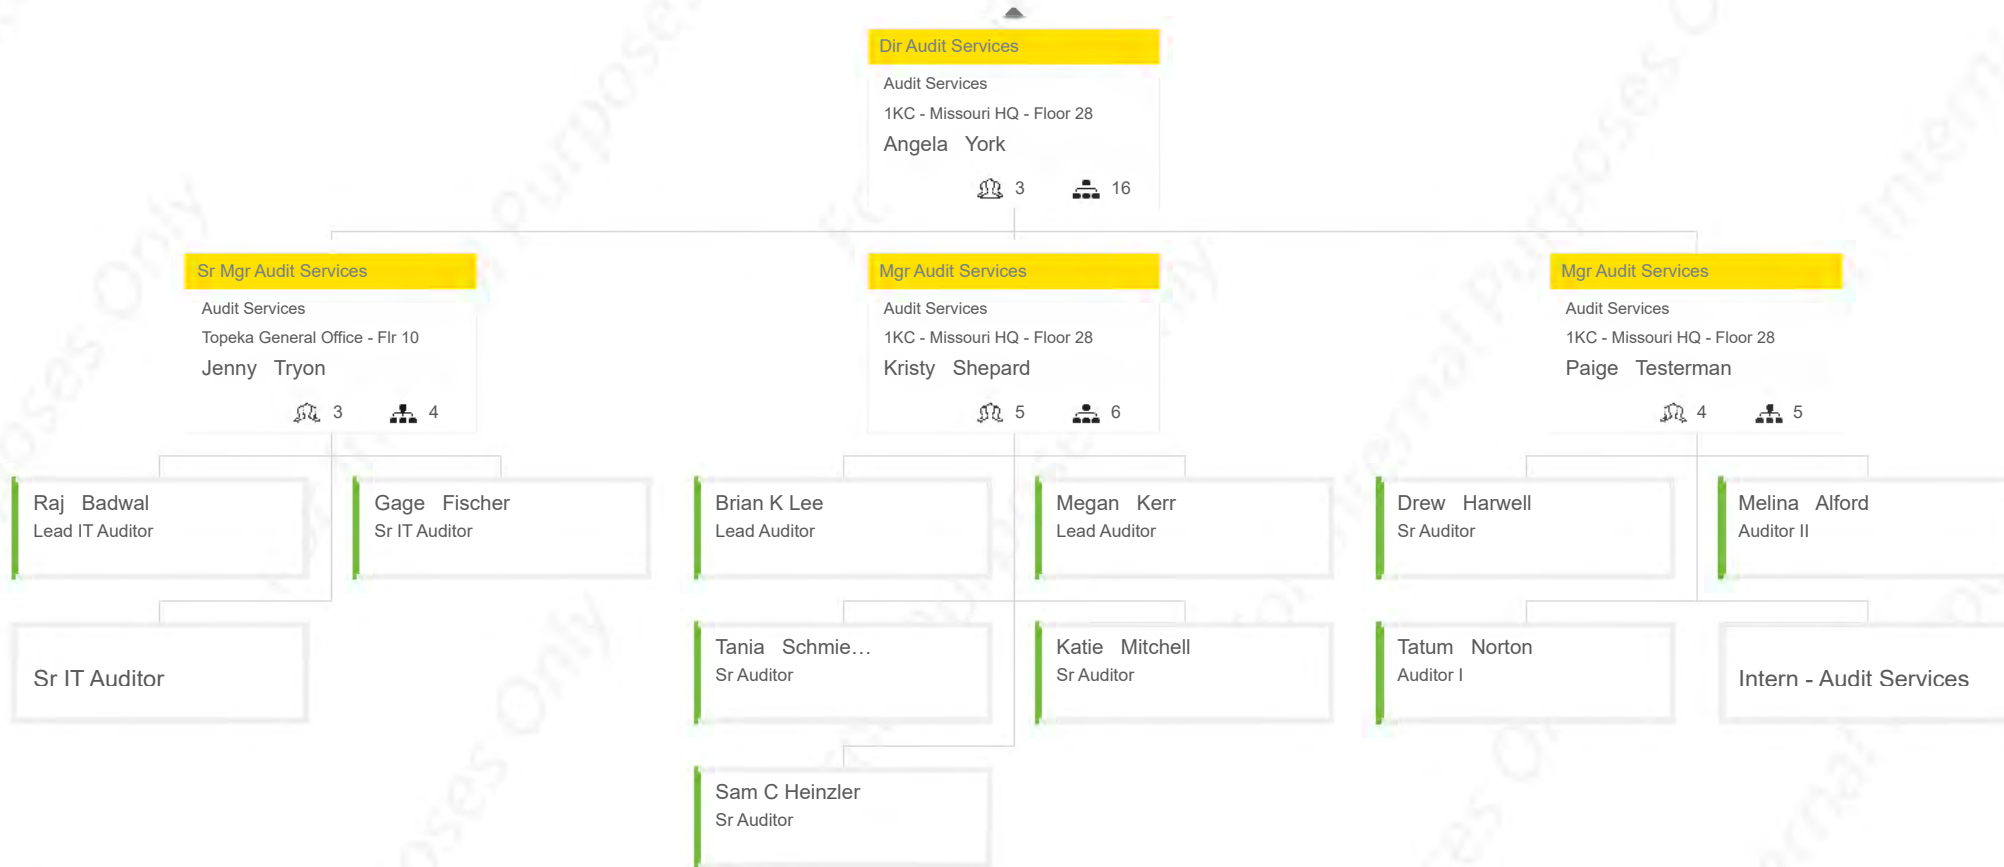 Dir Audit Services
Audit Services
1KC - Missouri HQ - Floor 28
Angela York
3 16
Sr Mgr Audit Services
Audit Services
Topeka General Office - Flr 10
Jenny Tryon
3 4
Mgr Audit Services
Audit Services
1KC - Missouri HQ - Floor 28
Kristy Shepard
5 6
Mgr Audit Services
Audit Services
1KC - Missouri HQ - Floor 28
Paige Testerman
4 5
Raj Badwal
Lead IT Auditor
Gage Fischer
Sr IT Auditor
Sr IT Auditor
Brian K Lee
Lead Auditor
Megan Kerr
Lead Auditor
Tania Schmie…
Sr Auditor
Katie Mitchell
Sr Auditor
Sam C Heinzler
Sr Auditor
Drew Harwell
Sr Auditor
Melina Alford
Auditor II
Tatum Norton
Auditor I
Intern - Audit Services